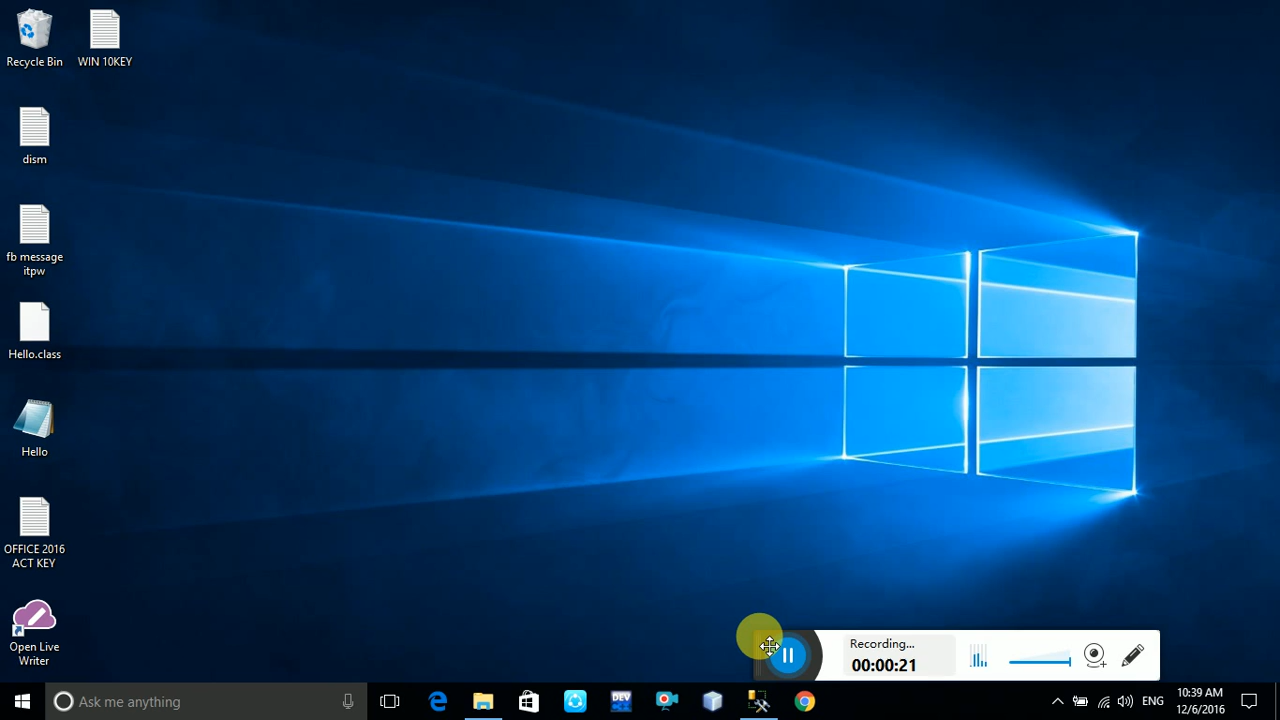 Recycle Bin
WIN 10KEY
dism
fb message
itpw
Hello.class
Hello
OFFICE 2016
ACT KEY
Open Live
Writer
Recording...
00:00:21
Ask me anything
DEV
ENG
10:39 AM
12/6/2016